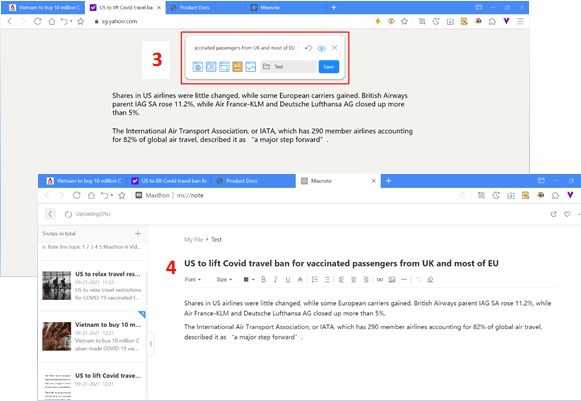 Vietnam to buy 10 million C
US to lift Covid travel ban
Product Docs
Maxnote
sg.yahoo.com
3
accinated passengers from UK and most of EU
Test
Save
Shares in US airlines were little changed, while some European carriers gained. British Airways
parent IAG SA rose 11.2%, while Air France-KLM and Deutsche Lufthansa AG closed up more
than 5%.
The International Air Transport Association, or IATA, which has 290 member airlines accounting
for 82% of global air travel, described it as “a major step forward”.
Vietnam to buy 10 million C
US to lift Covid travel ban fo
Product Docs
Maxnote
Maxthon
mx://note
Uploading(0%)
5notes in total
n. Rate this topic 1 2 3 4 5 Maxthon 6 Ind
US to relax travel res...
09-21-2021 11:22
US to relax travel restrictions
for COVID-19 vaccinated f...
Vietnam to buy 10 m...
09-21-2021 12:31
Vietnam to buy 10 million C
uban-made COVID-19 vac...
US to lift Covid trave...
09-21-2021 12:21
My File > Test
4
US to lift Covid travel ban for vaccinated passengers from UK and most of EU
Font
Size
B I U S
Shares in US airlines were little changed, while some European carriers gained. British Airways parent IAG SA rose 11.2%, while
Air France-KLM and Deutsche Lufthansa AG closed up more than 5%.
The International Air Transport Association, or IATA, which has 290 member airlines accounting for 82% of global air travel,
described it as “a major step forward”.